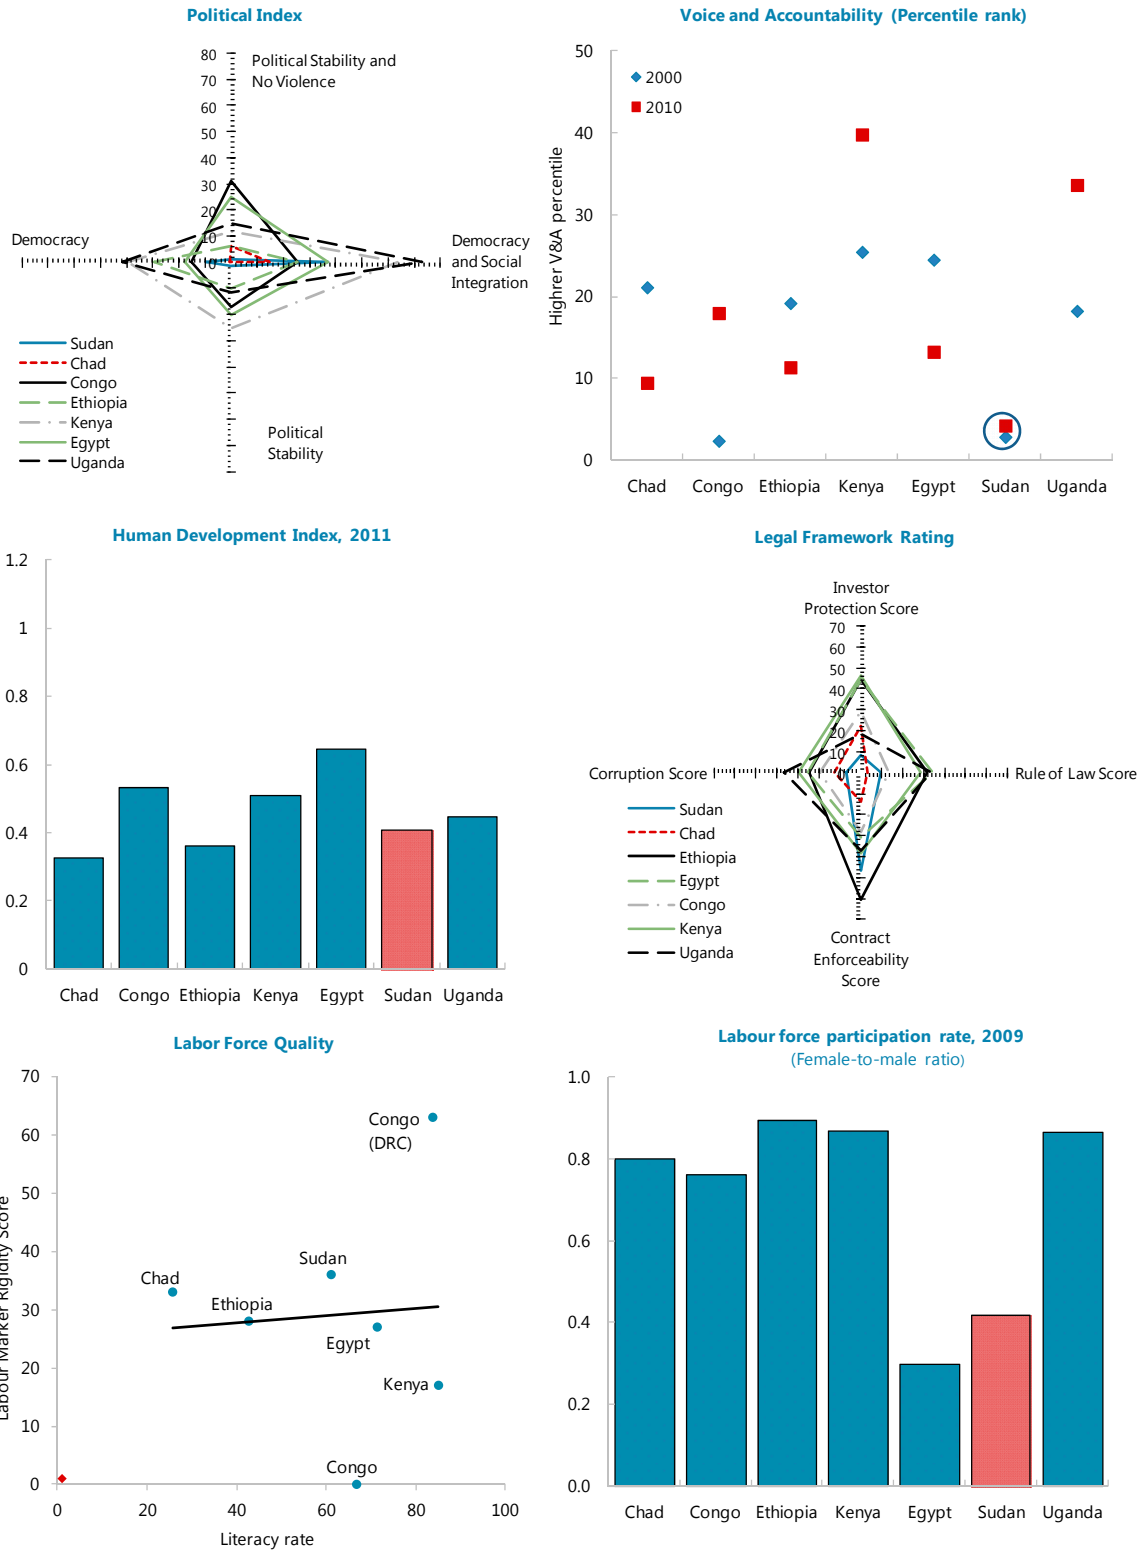 Political Index
80
70
60
50
40
30
20
10
0
Political Stability and
No Violence
Democracy
Democracy
and Social
Integration
Political
Stability
Sudan
Chad
Congo
Ethiopia
Kenya
Egypt
Uganda
Voice and Accountability (Percentile rank)
Highrer V&A percentile
50
40
30
20
10
0
2000
2010
Chad Congo Ethiopia Kenya Egypt Sudan Uganda
Human Development Index, 2011
1.2
1
0.8
0.6
0.4
0.2
0
Chad Congo Ethiopia Kenya Egypt Sudan Uganda
Legal Framework Rating
Investor
Protection Score
70
60
50
40
30
20
10
Corruption Score
Rule of Law Score
Contract
Enforceability
Score
Sudan
Chad
Ethiopia
Egypt
Congo
Kenya
Uganda
Labor Force Quality
Labour Marker Rigidity Score
70
60
50
40
30
20
10
0
Congo
(DRC)
Sudan
Chad
Ethiopia
Egypt
Kenya
Congo
0 20 40 60 80 100
Literacy rate
Labour force participation rate, 2009
(Female-to-male ratio)
1.0
0.8
0.6
0.4
0.2
0.0
Chad Congo Ethiopia Kenya Egypt Sudan Uganda